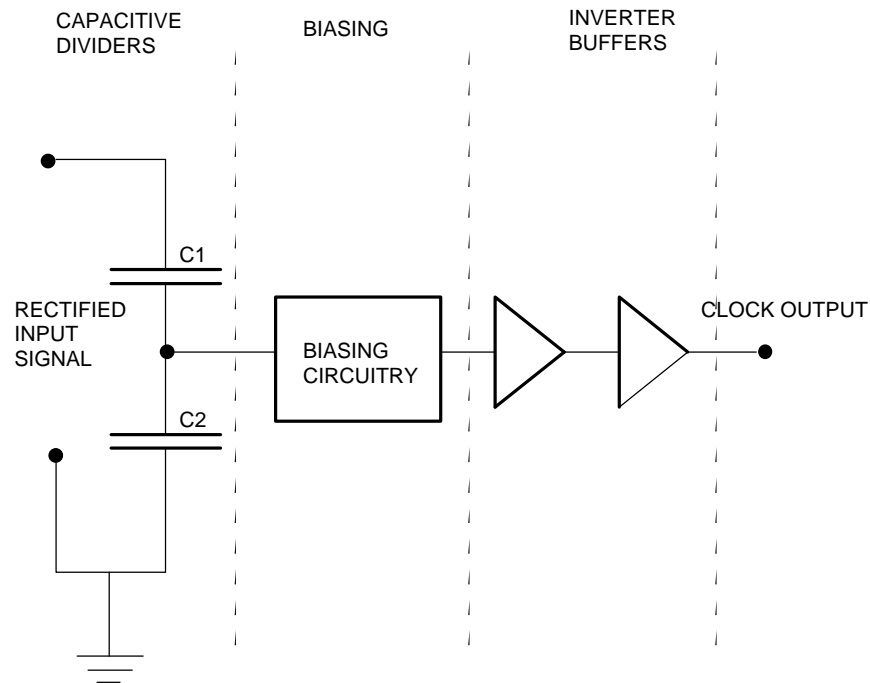 CAPACITIVE
DIVIDERS
BIASING
INVERTER
BUFFERS
C1
RECTIFIED
INPUT
SIGNAL
BIASING
CIRCUITRY
CLOCK OUTPUT
C2